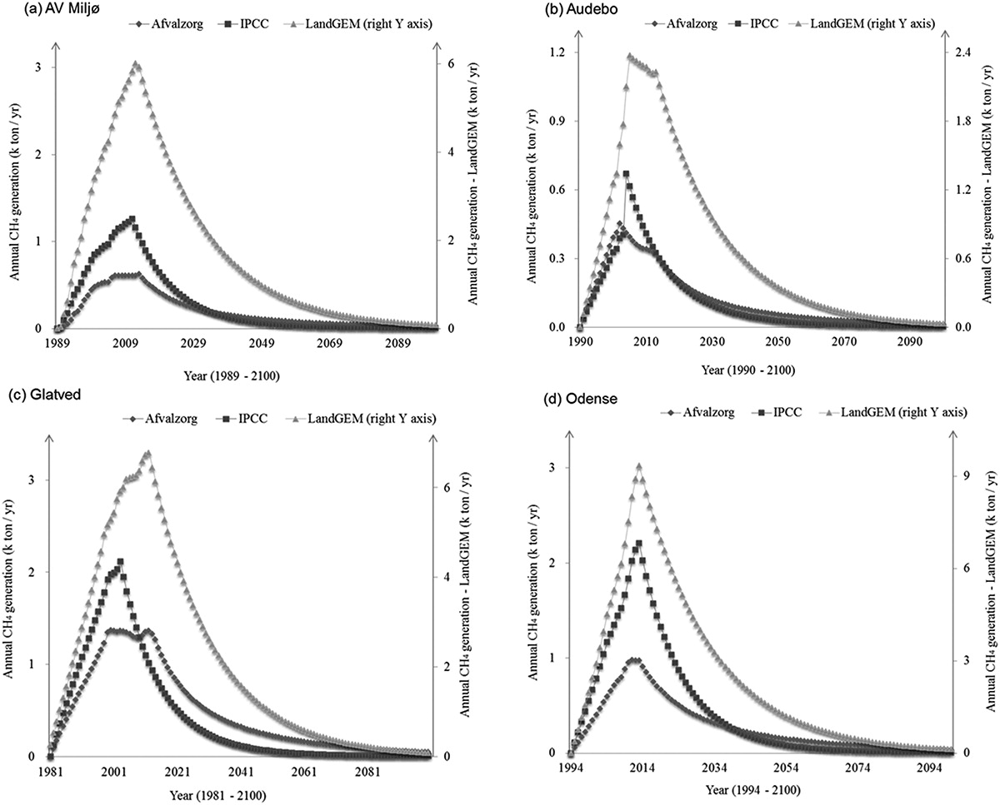 (a) AV Miljø
Afvalzorg IPCC LandGEM (right Y axis)
Annual CH4 generation (k ton / yr)
3
2
1
0
6
4
2
0
Annual CH4 generation - LandGEM (k ton / yr)
1989 2009 2029 2049 2069 2089
Year (1989 - 2100)
(b) Audebo
Afvalzorg IPCC LandGEM (right Y axis)
Annual CH4 generation (k ton / yr)
1.2
0.9
0.6
0.3
0.0
2.4
1.8
1.2
0.6
0.0
Annual CH4 generation - LandGEM (k ton / yr)
1990 2010 2030 2050 2070 2090
Year (1990 - 2100)
(c) Glatved
Afvalzorg IPCC LandGEM (right Y axis)
Annual CH4 generation (k ton / yr)
3
2
1
0
6
4
2
0
Annual CH4 generation - LandGEM (k ton / yr)
1981 2001 2021 2041 2061 2081
Year (1981 - 2100)
(d) Odense
Afvalzorg IPCC LandGEM (right Y axis)
Annual CH4 generation (k ton / yr)
3
2
1
0
9
6
3
0
Annual CH4 generation - LandGEM (k ton / yr)
1994 2014 2034 2054 2074 2094
Year (1994 - 2100)